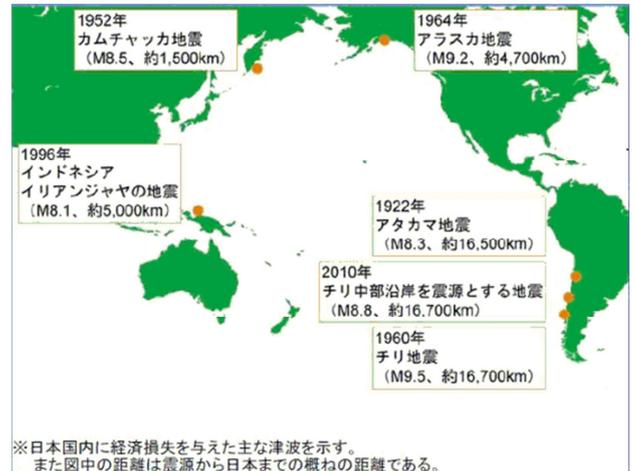 1952年
カムチャッカ地震
（M8.5、約1,500km）
1964年
アラスカ地震
（M9.2、約4,700km）
1996年
インドネシア
イリアンジャヤの地震
（M8.1、約5,000km）
1922年
アタカマ地震
（M8.3、約16,500km）
2010年
チリ中部沿岸を震源とする地震
（M8.8、約16,700km）
1960年
チリ地震
（M9.5、約16,700km）
※日本国内に経済損失を与えた主な津波を示す。
また図中の距離は震源から日本までの概ねの距離である。